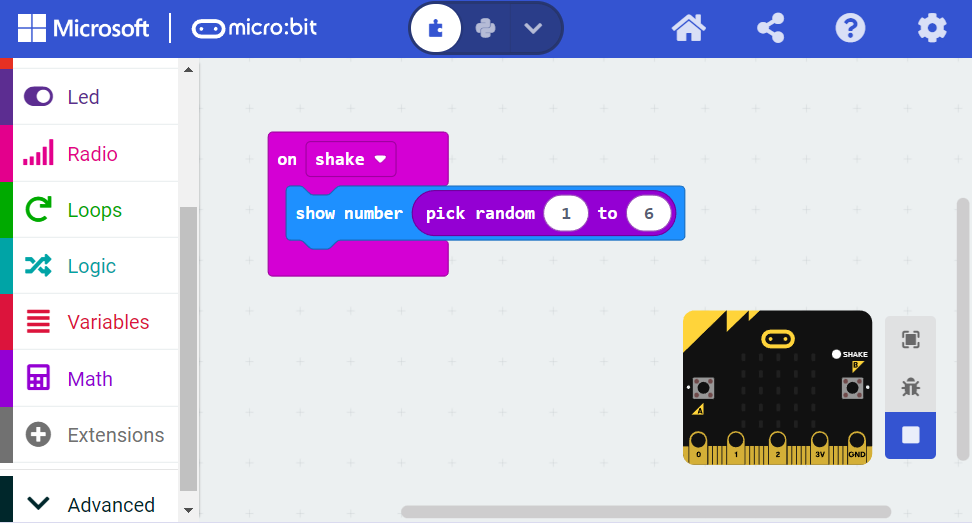 Microsoft micro:bit
Led
Radio
Loops
Logic
Variables
Math
Extensions
Advanced
on shake
show number pick random 1 to 6
SHAKE
B
A
0 1 2 3V GND